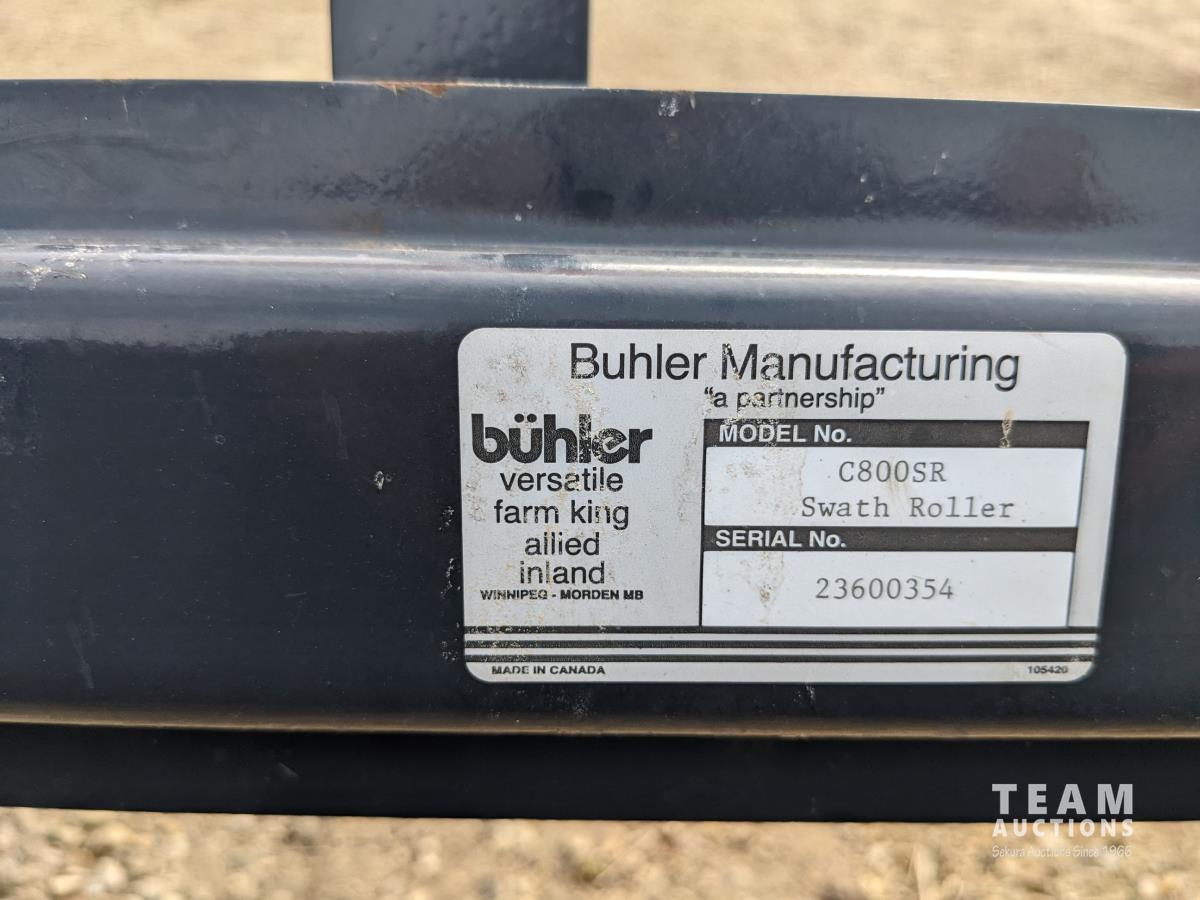 Buhler Manufacturing
"a partnership"
bühler
versatile
farm king
allied
inland
WINNIPEG - MORDEN MB
MODEL No.
C800SR
Swath Roller
SERIAL No.
23600354
MADE IN CANADA
105420
TEAM
AUCTIONS
Sakura Auctions Since 1966